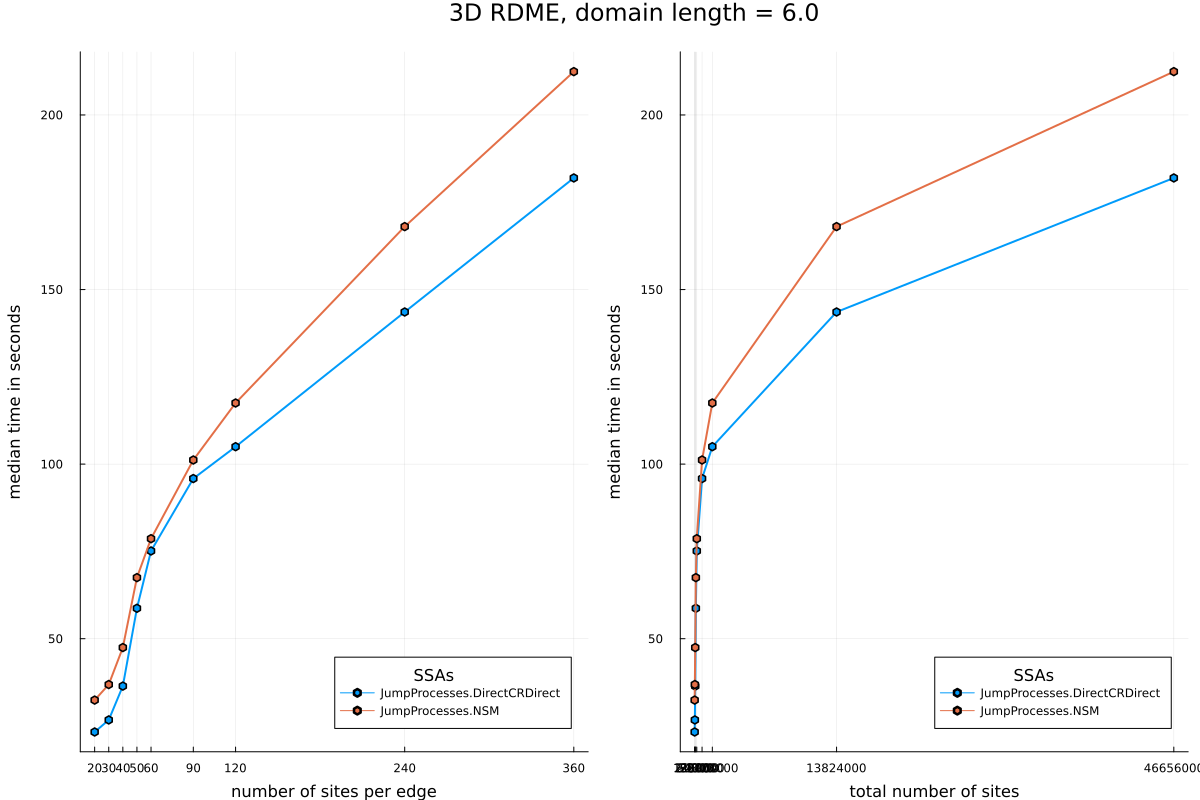 3D RDME, domain length = 6.0
median time in seconds
200
150
100
50
SSAs
JumpProcesses.DirectCRDirect
JumpProcesses.NSM
20 30 40 50 60 90 120 240 360
number of sites per edge
median time in seconds
200
150
100
50
SSAs
JumpProcesses.DirectCRDirect
JumpProcesses.NSM
13824000 46656000
total number of sites